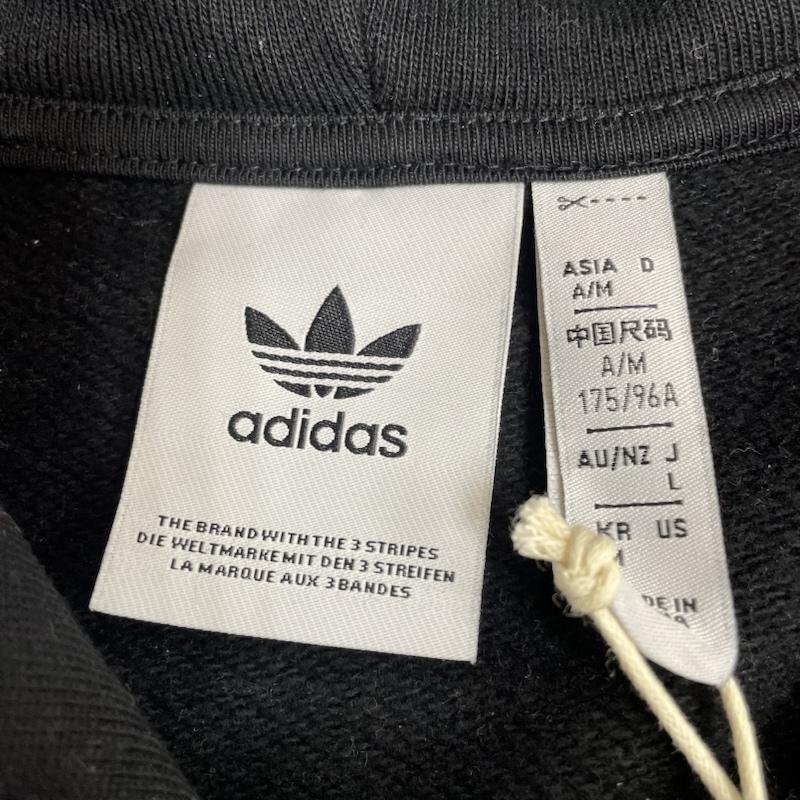 adidas
THE BRAND WITH THE 3 STRIPES
DIE WELTMARKE MIT DEN 3 STREIFEN
LA MARQUE AUX 3 BANDES
ASIA D
A/M
中国尺码
A/M
175/96A
AU/NZ J
L
KR US
IN